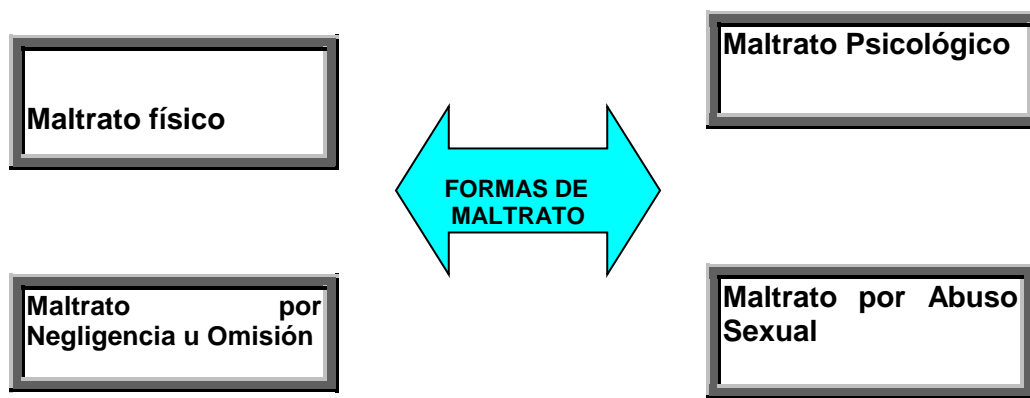 Maltrato Psicológico
Maltrato físico
FORMAS DE
MALTRATO
Maltrato por
Negligencia u Omisión
Maltrato por Abuso
Sexual